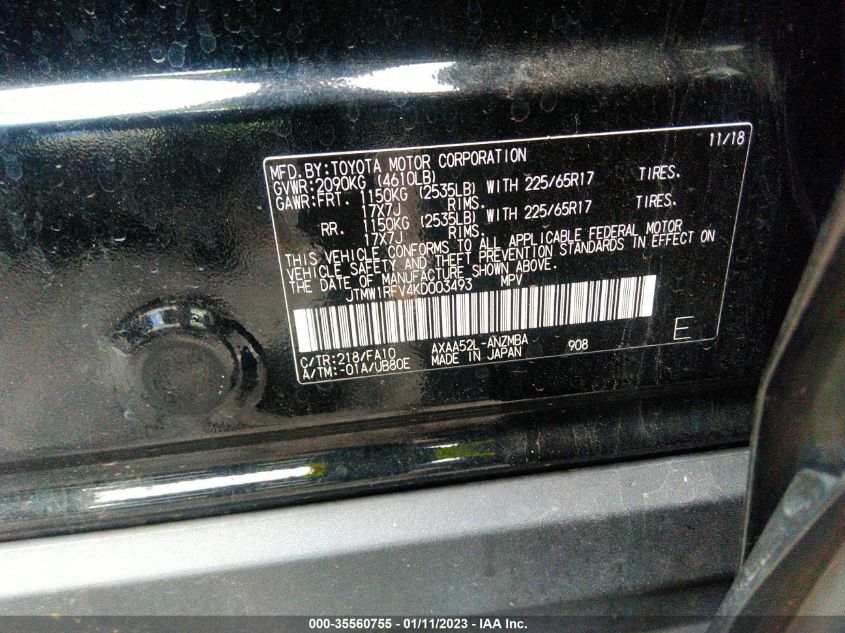 11/18
MFD.BY:TOYOTA MOTOR CORPORATION
GVWR:2090KG (4610LB)
GAWR:FRT. 1150KG (2535LB) WITH 225/65R17 TIRES.
17X7J RIMS.
RR. 1150KG (2535LB) WITH 225/65R17 TIRES.
17X7J RIMS.
THIS VEHICLE CONFORMS TO ALL APPLICABLE FEDERAL MOTOR
VEHICLE SAFETY AND THEFT PREVENTION STANDARDS IN EFFECT ON
THE DATE OF MANUFACTURE SHOWN ABOVE.
JTMW1RFV4KD003493 MPV
C/TR:218/FA10 AXAA52L-ANZMBA 908 E
A/TM:-01A/UB80E MADE IN JAPAN
000-35560755 - 01/11/2023 - IAA Inc.